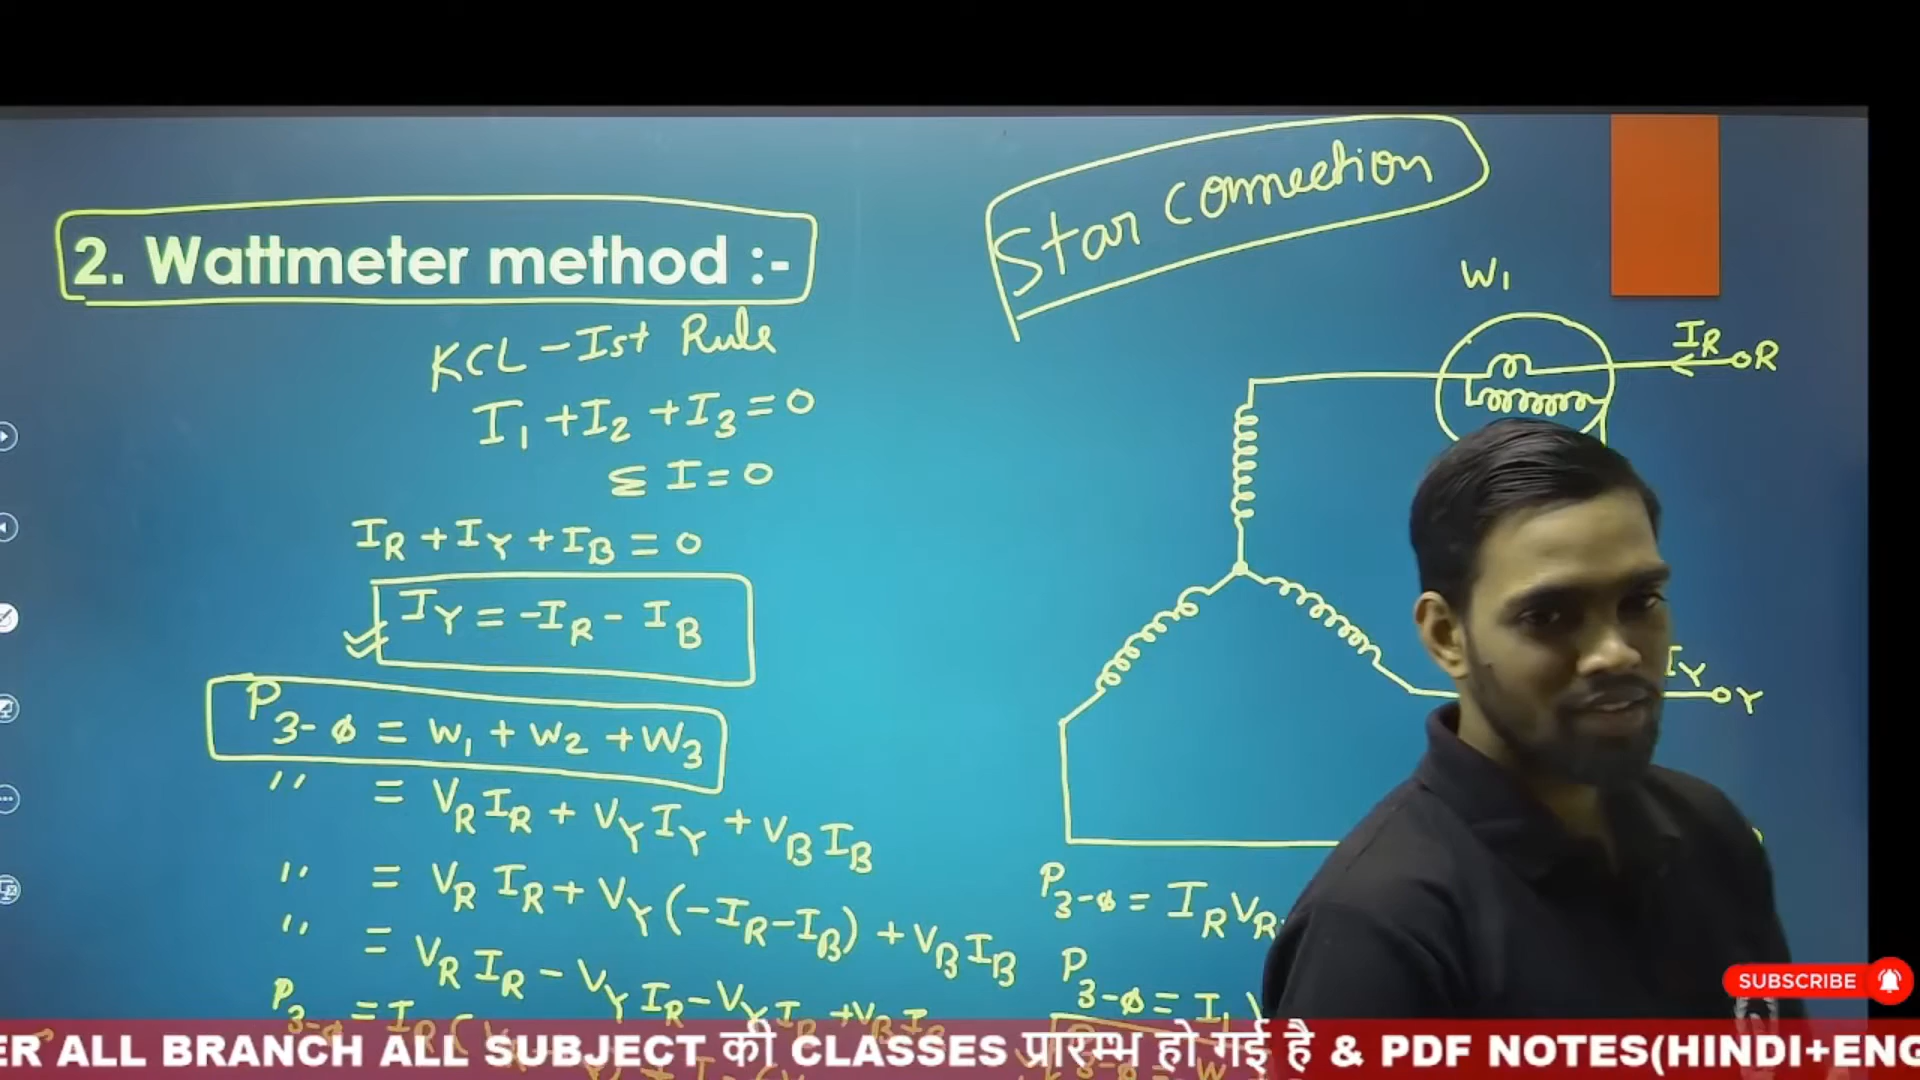 Star connection
2. Wattmeter method :-
W1
KCL - Ist Rule
IR
R
I1 + I2 + I3 = 0
Σ I = 0
IR + IY + IB = 0
IY = -IR - IB
IY
Y
P3-φ = W1 + W2 + W3
" = VR IR + VY IY + VB IB
" = VR IR + VY (-IR - IB) + VB IB
P3-φ = IR VR
" = VR IR - VY IR - VY IB + VB IB
P3-φ = I1
P3-φ = IR (
SUBSCRIBE
ER ALL BRANCH ALL SUBJECT की CLASSES प्रारम्भ हो गई है & PDF NOTES(HINDI+ENG